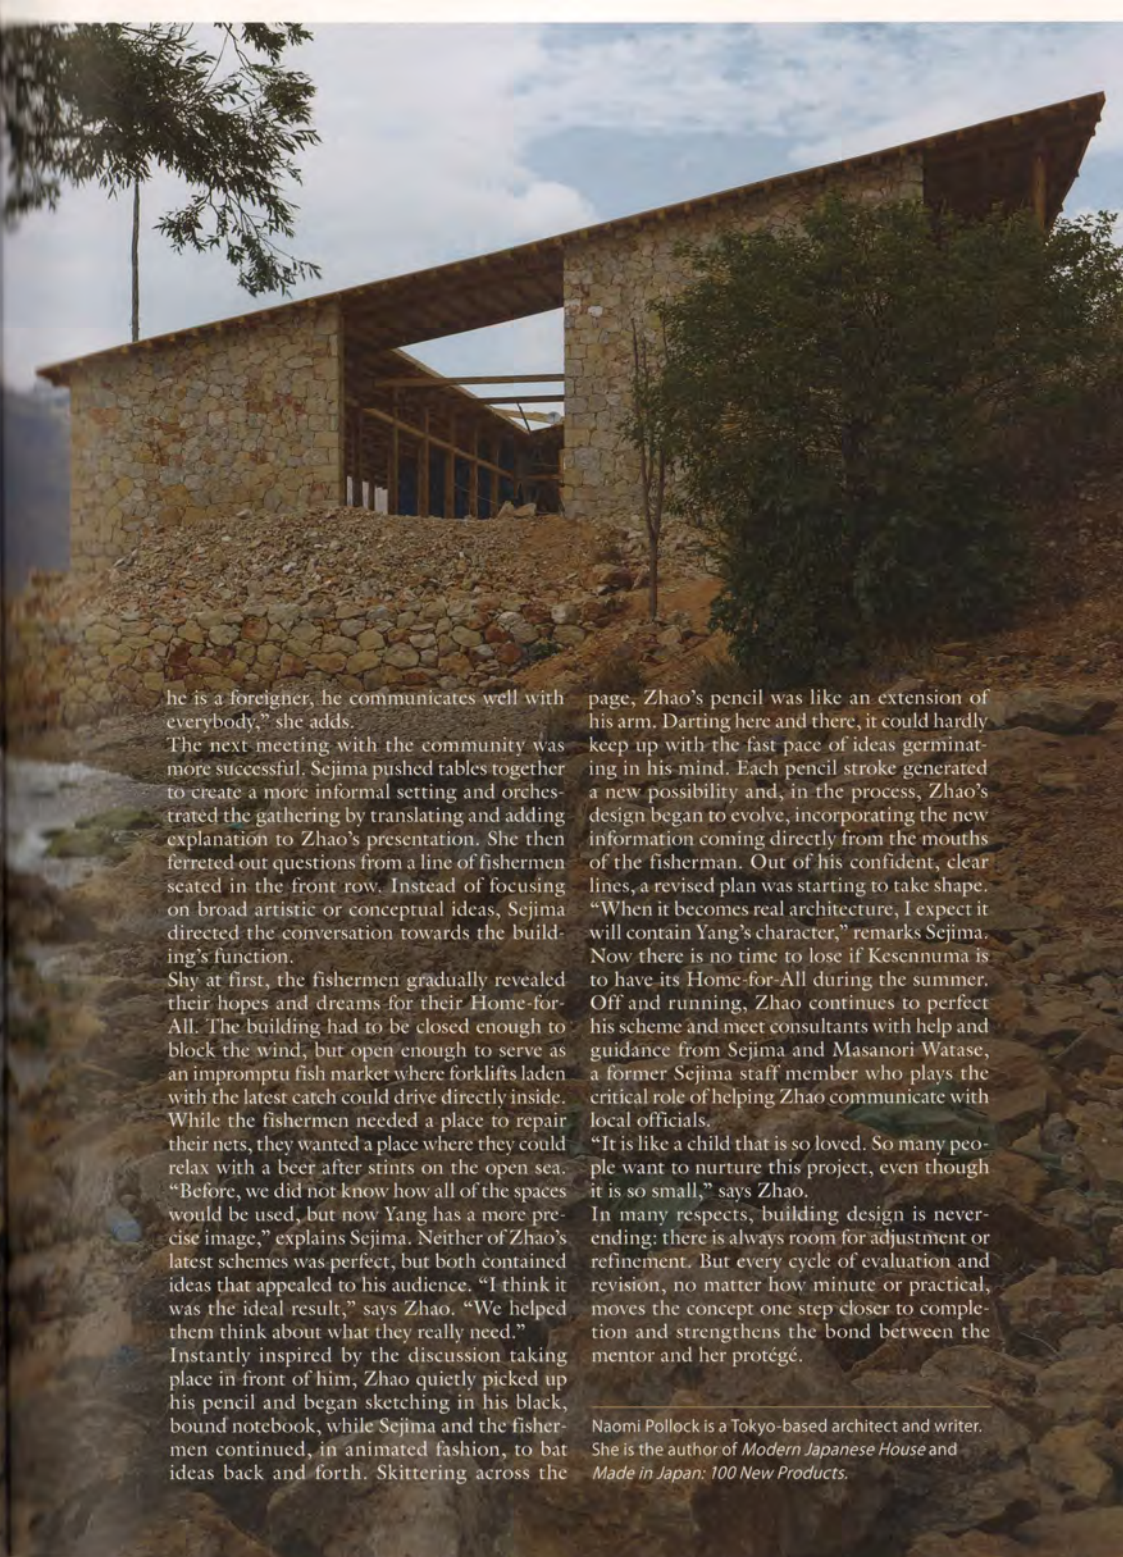 he is a foreigner, he communicates well with
everybody,” she adds.
The next meeting with the community was
more successful. Sejima pushed tables together
to create a more informal setting and orches-
trated the gathering by translating and adding
explanation to Zhao’s presentation. She then
ferreted out questions from a line of fishermen
seated in the front row. Instead of focusing
on broad artistic or conceptual ideas, Sejima
directed the conversation towards the build-
ing’s function.
Shy at first, the fishermen gradually revealed
their hopes and dreams for their Home-for-
All. The building had to be closed enough to
block the wind, but open enough to serve as
an impromptu fish market where forklifts laden
with the latest catch could drive directly inside.
While the fishermen needed a place to repair
their nets, they wanted a place where they could
relax with a beer after stints on the open sea.
“Before, we did not know how all of the spaces
would be used, but now Yang has a more pre-
cise image,” explains Sejima. Neither of Zhao’s
latest schemes was perfect, but both contained
ideas that appealed to his audience. “I think it
was the ideal result,” says Zhao. “We helped
them think about what they really need.”
Instantly inspired by the discussion taking
place in front of him, Zhao quietly picked up
his pencil and began sketching in his black,
bound notebook, while Sejima and the fisher-
men continued, in animated fashion, to bat
ideas back and forth. Skittering across the
page, Zhao’s pencil was like an extension of
his arm. Darting here and there, it could hardly
keep up with the fast pace of ideas germinat-
ing in his mind. Each pencil stroke generated
a new possibility and, in the process, Zhao’s
design began to evolve, incorporating the new
information coming directly from the mouths
of the fisherman. Out of his confident, clear
lines, a revised plan was starting to take shape.
“When it becomes real architecture, I expect it
will contain Yang’s character,” remarks Sejima.
Now there is no time to lose if Kesennuma is
to have its Home-for-All during the summer.
Off and running, Zhao continues to perfect
his scheme and meet consultants with help and
guidance from Sejima and Masanori Watase,
a former Sejima staff member who plays the
critical role of helping Zhao communicate with
local officials.
“It is like a child that is so loved. So many peo-
ple want to nurture this project, even though
it is so small,” says Zhao.
In many respects, building design is never-
ending: there is always room for adjustment or
refinement. But every cycle of evaluation and
revision, no matter how minute or practical,
moves the concept one step closer to comple-
tion and strengthens the bond between the
mentor and her protégé.
Naomi Pollock is a Tokyo-based architect and writer.
She is the author of Modern Japanese House and
Made in Japan: 100 New Products.